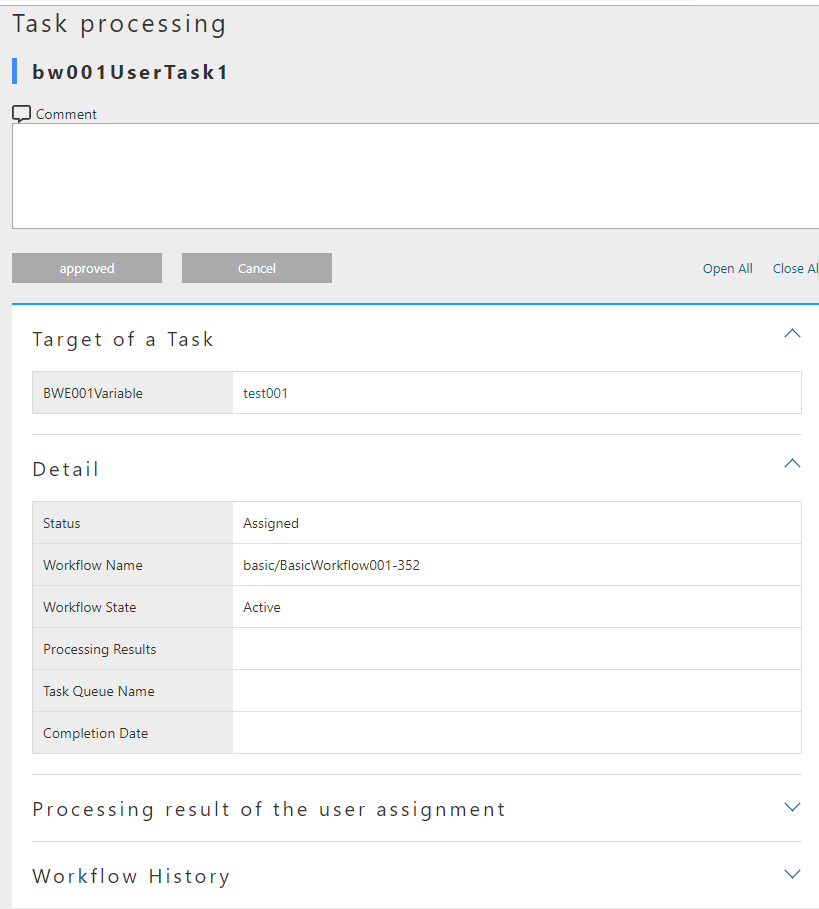 Task processing
bw001UserTask1
Comment
approved Cancel Open All Close Al
Target of a Task
BWE001Variable test001
Detail
Status Assigned
Workflow Name basic/BasicWorkflow001-352
Workflow State Active
Processing Results
Task Queue Name
Completion Date
Processing result of the user assignment
Workflow History